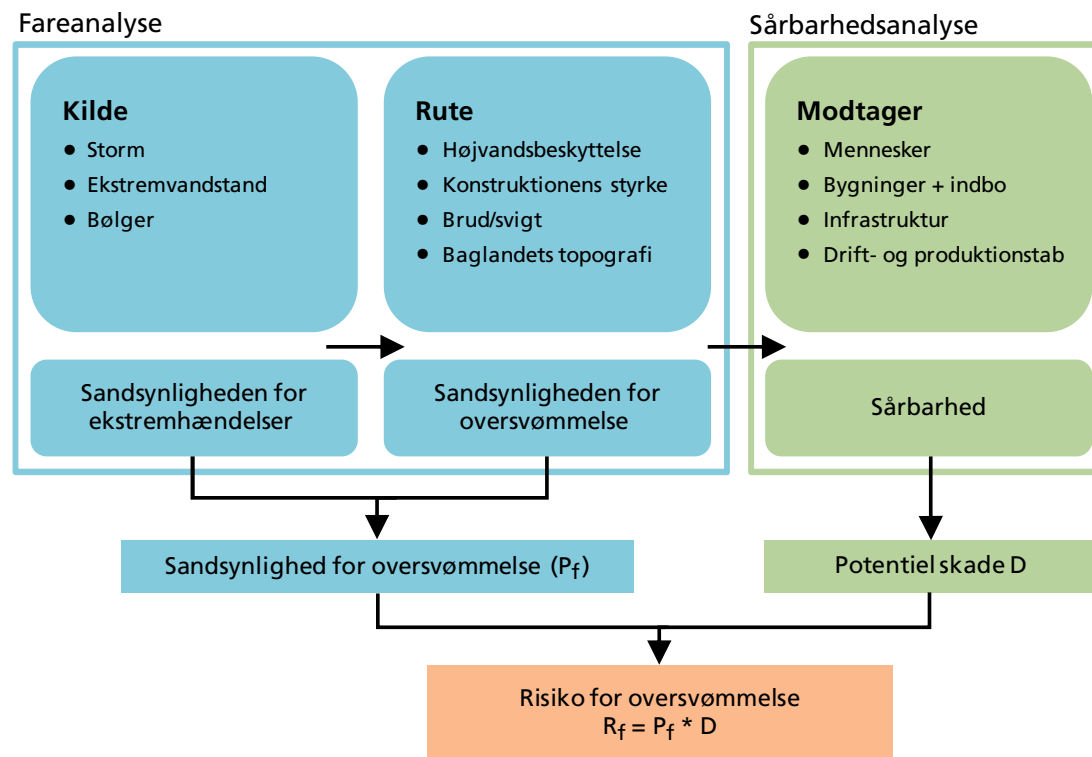 Fareanalyse
Sårbarhedsanalyse
Kilde
• Storm
• Ekstremvandstand
• Bølger
Rute
• Højvandsbeskyttelse
• Konstruktionens styrke
• Brud/svigt
• Baglandets topografi
Modtager
• Mennesker
• Bygninger + indbo
• Infrastruktur
• Drift- og produktionstab
Sandsynligheden for
ekstremhændelser
Sandsynligheden for
oversvømmelse
Sårbarhed
Sandsynlighed for oversvømmelse (Pf)
Potentiel skade D
Risiko for oversvømmelse
Rf = Pf * D